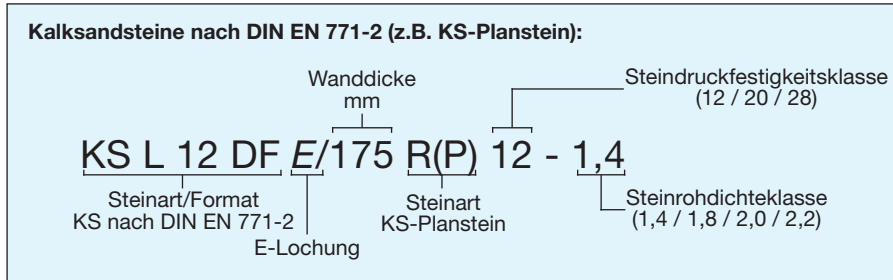 Kalksandsteine nach DIN EN 771-2 (z.B. KS-Planstein):
Wanddicke
mm
Steindruckfestigkeitsklasse
(12 / 20 / 28)
KS L 12 DF E/175 R(P) 12 - 1,4
Steinart/Format
KS nach DIN EN 771-2
E-Lochung
Steinart
KS-Planstein
Steinrohdichteklasse
(1,4 / 1,8 / 2,0 / 2,2)